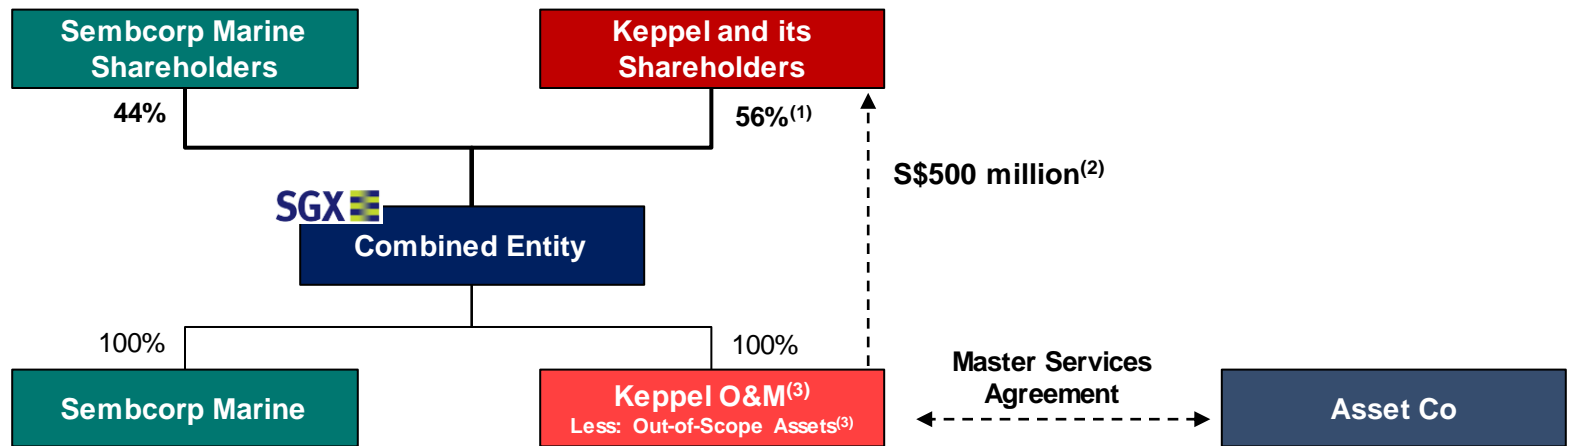 Sembcorp Marine
Shareholders
Keppel and its
Shareholders
44%
56%(1)
S$500 million(2)
SGX
Combined Entity
100%
100%
Sembcorp Marine
Keppel O&M(3)
Less: Out-of-Scope Assets(3)
Master Services
Agreement
Asset Co